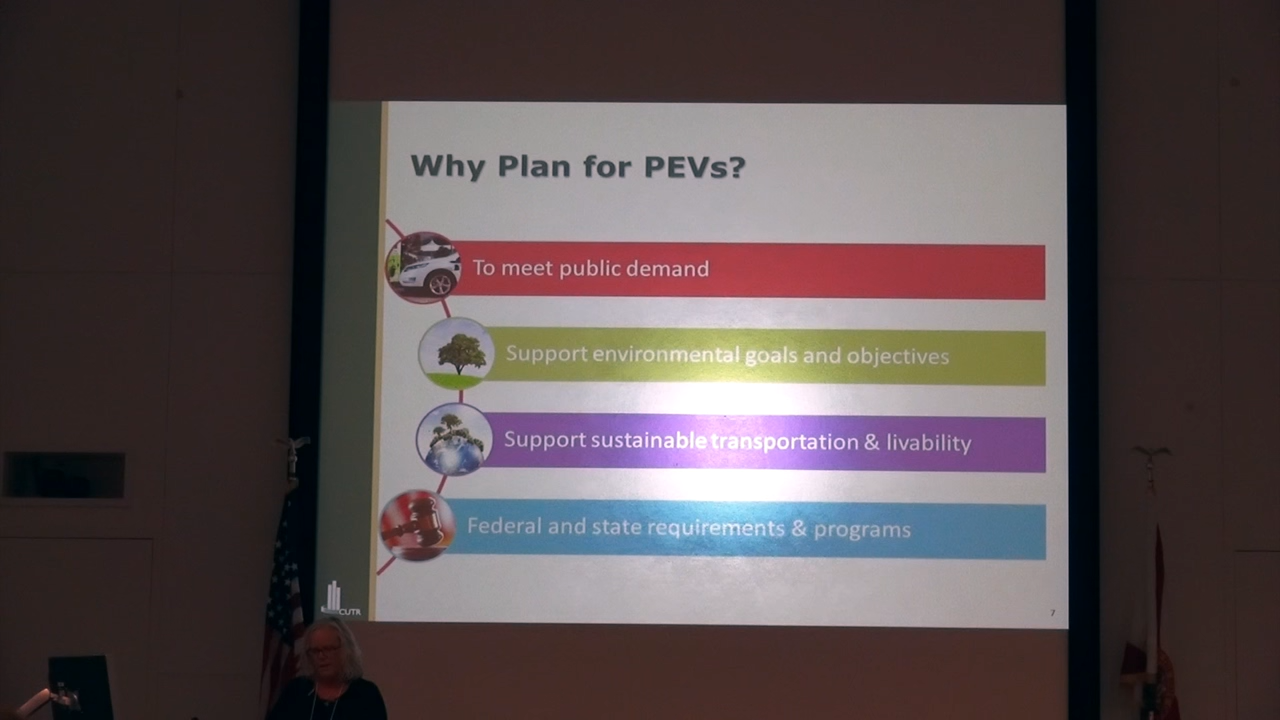 Why Plan for PEVs?
To meet public demand
Support environmental goals and objectives
Support sustainable transportation & livability
Federal and state requirements & programs
CUTR
7